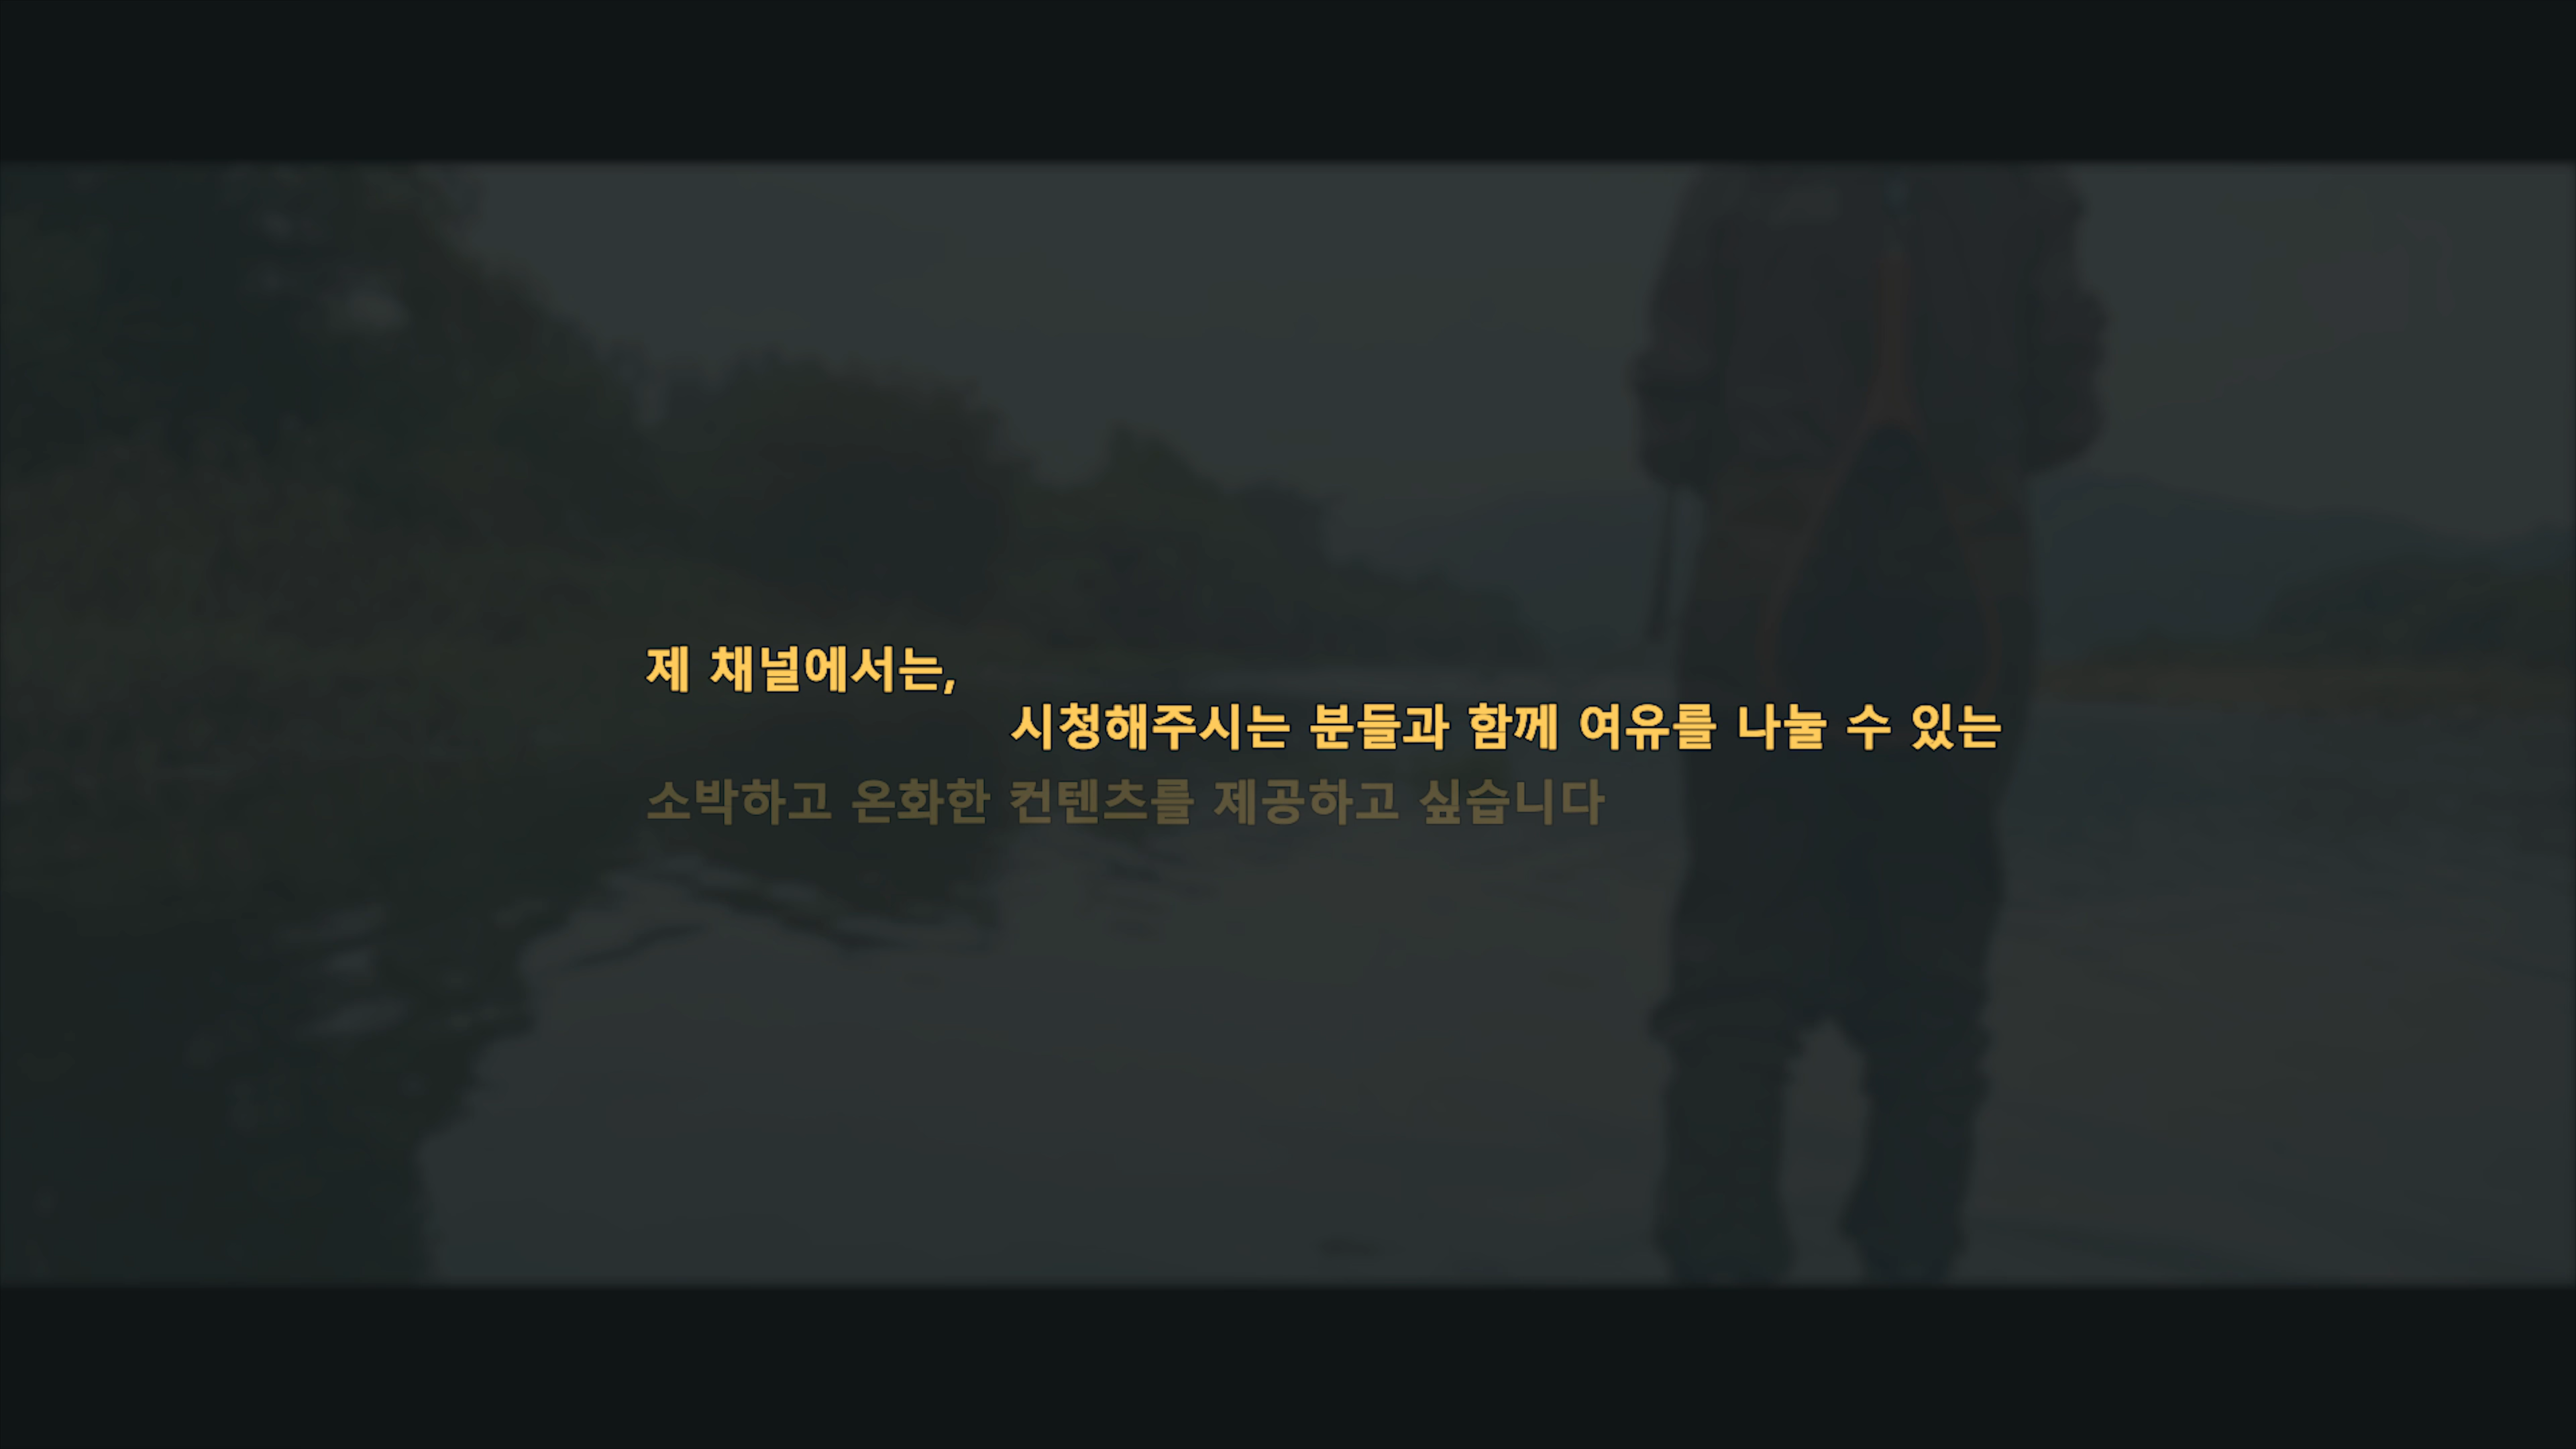 제 채널에서는,
시청해주시는 분들과 함께 여유를 나눌 수 있는
소박하고 온화한 컨텐츠를 제공하고 싶습니다